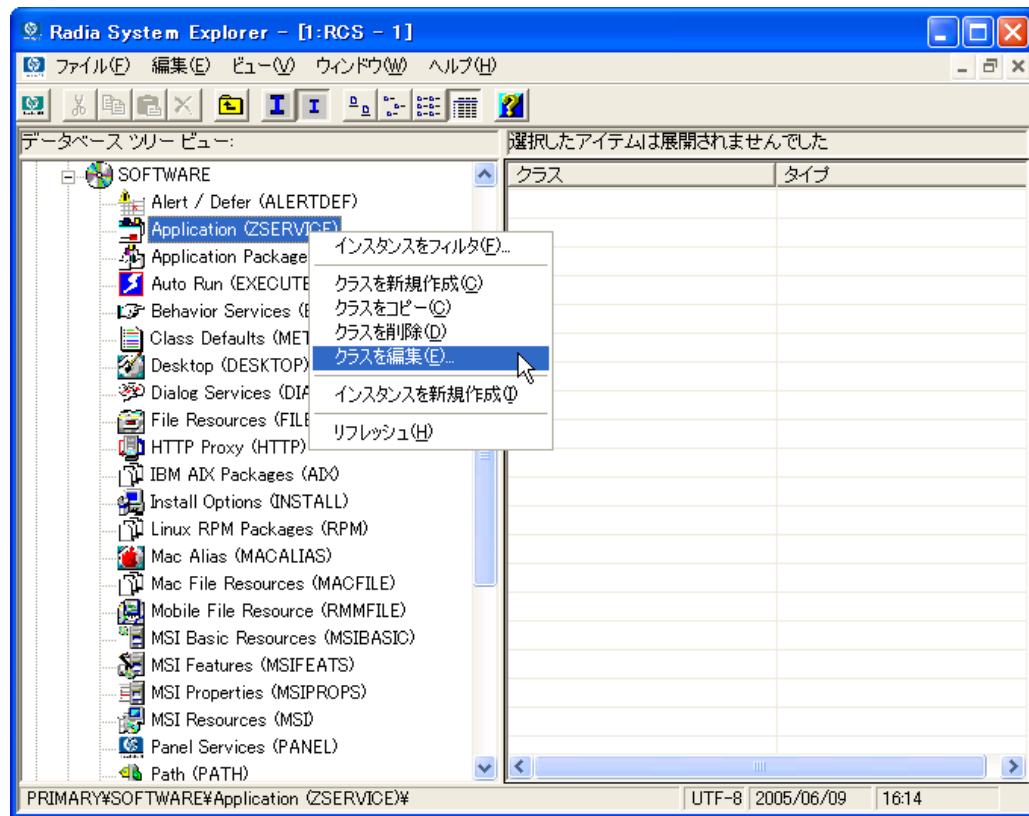 Radia System Explorer - [1:RCS - 1]
ファイル(F) 編集(E) ビュー(V) ウィンドウ(W) ヘルプ(H)
データベース ツリー ビュー:
選択したアイテムは展開されませんでした
クラス タイプ
SOFTWARE
Alert / Defer (ALERTDEF)
Application (ZSERVICE)
Application Package
Auto Run (EXECUTE
Behavior Services (
Class Defaults (MET
Desktop (DESKTOP)
Dialog Services (DIA
File Resources (FILE
HTTP Proxy (HTTP)
IBM AIX Packages (AIX)
Install Options (INSTALL)
Linux RPM Packages (RPM)
Mac Alias (MACALIAS)
Mac File Resources (MACFILE)
Mobile File Resource (RMMFILE)
MSI Basic Resources (MSIBASIC)
MSI Features (MSIFEATS)
MSI Properties (MSIPROPS)
MSI Resources (MSI)
Panel Services (PANEL)
Path (PATH)
インスタンスをフィルタ(F)...
クラスを新規作成(C)
クラスをコピー(C)
クラスを削除(D)
クラスを編集(E)...
インスタンスを新規作成(I)
リフレッシュ(H)
PRIMARY¥SOFTWARE¥Application (ZSERVICE)¥ UTF-8 2005/06/09 16:14